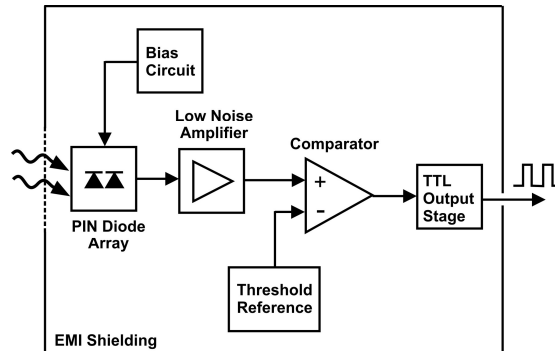 Bias
Circuit
Low Noise
Amplifier
Comparator
+
-
TTL
Output
Stage
PIN Diode
Array
Threshold
Reference
EMI Shielding